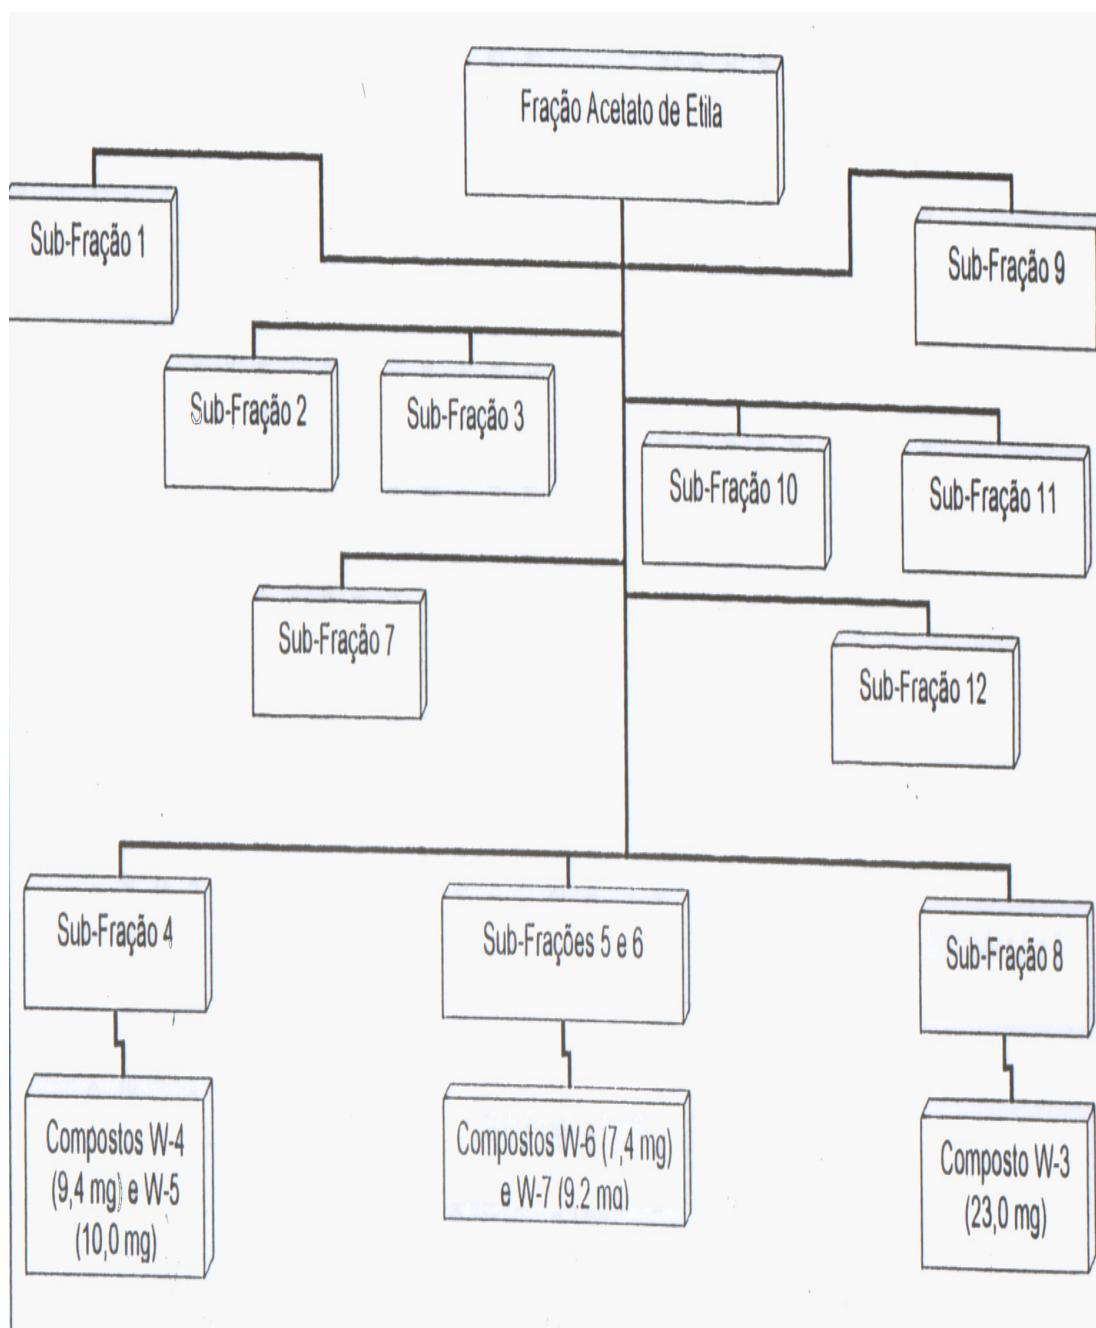 Fração Acetato de Etila
Sub-Fração 1
Sub-Fração 9
Sub-Fração 2
Sub-Fração 3
Sub-Fração 10
Sub-Fração 11
Sub-Fração 7
Sub-Fração 12
Sub-Fração 4
Sub-Frações 5 e 6
Sub-Fração 8
Compostos W-4
(9,4 mg) e W-5
(10,0 mg)
Compostos W-6 (7,4 mg)
e W-7 (9,2 mg)
Composto W-3
(23,0 mg)